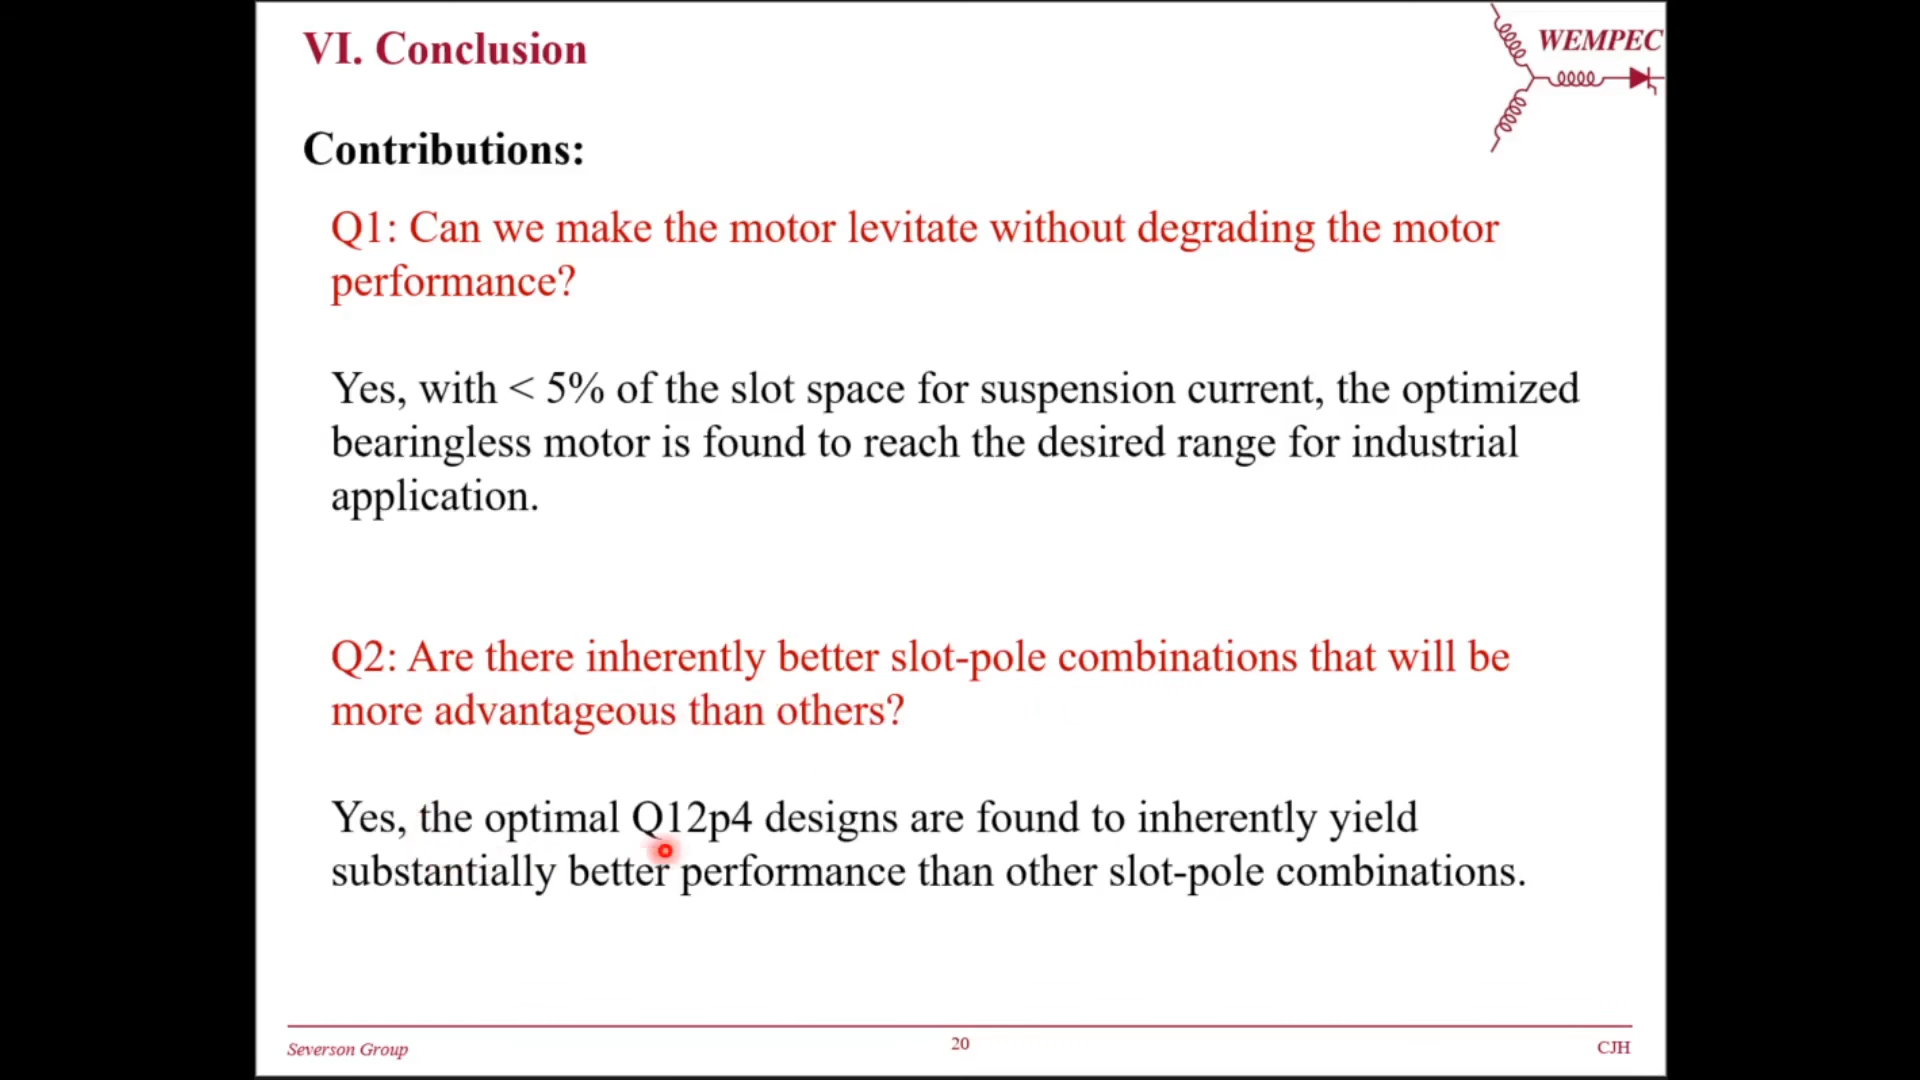 VI. Conclusion
WEMPEC
Contributions:
Q1: Can we make the motor levitate without degrading the motor
performance?
Yes, with < 5% of the slot space for suspension current, the optimized
bearingless motor is found to reach the desired range for industrial
application.
Q2: Are there inherently better slot-pole combinations that will be
more advantageous than others?
Yes, the optimal Q12p4 designs are found to inherently yield
substantially better performance than other slot-pole combinations.
Severson Group
20
CJH